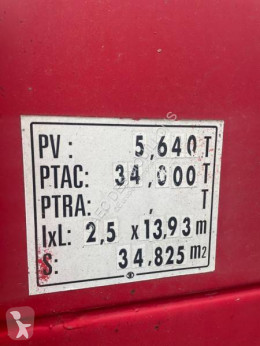 PV : 5,640 T
PTAC: 34,000 T
PTRA: , T
lxL: 2,5 x 13,93 m
S: 34,825 m2